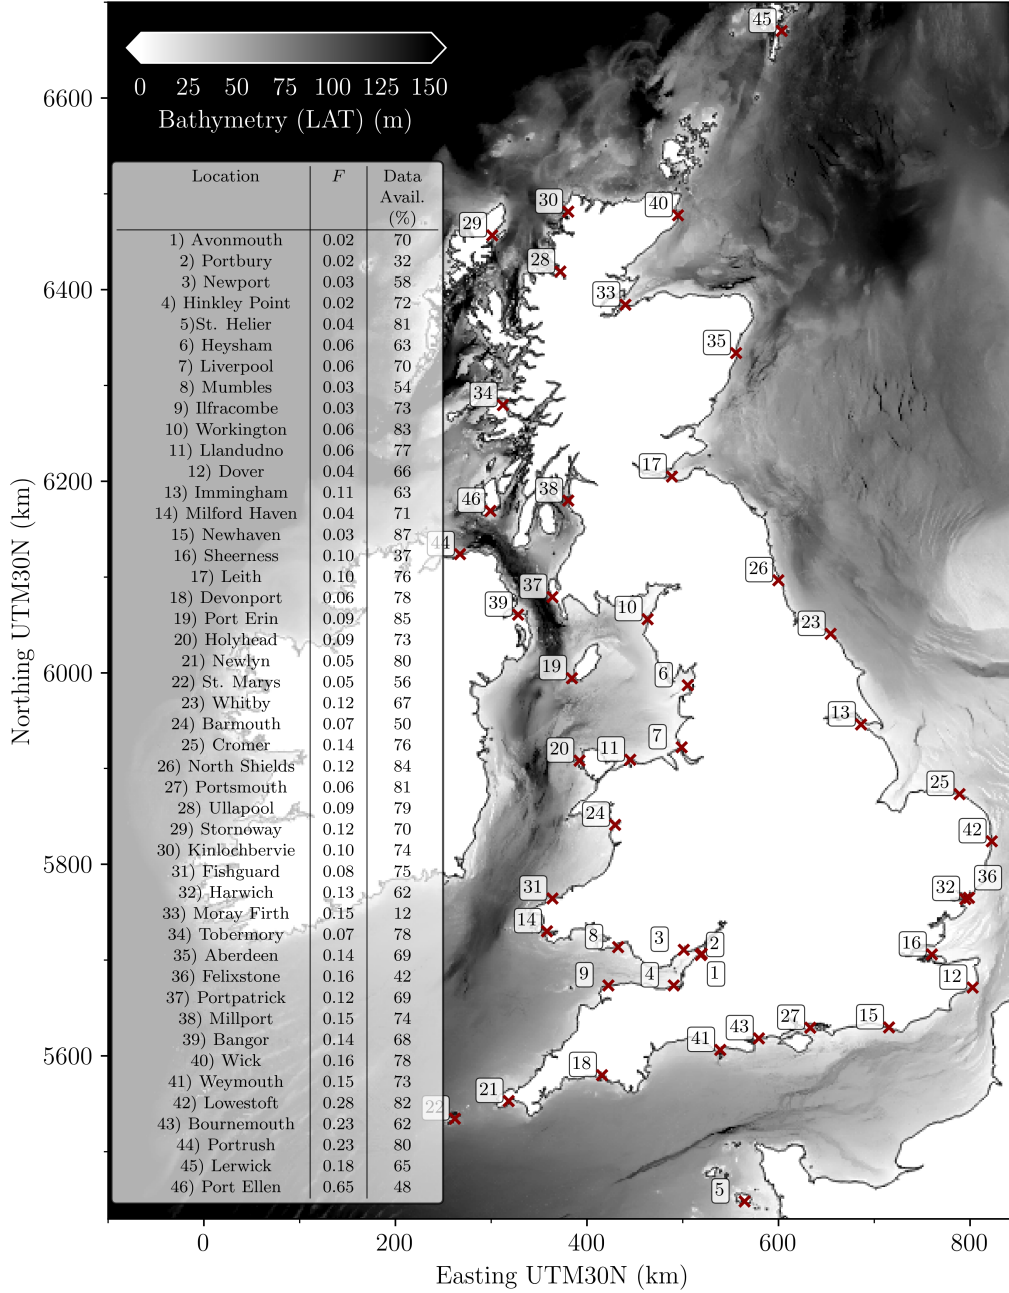 0 25 50 75 100 125 150
Bathymetry (LAT) (m)
Location F Data Avail. (%)
1) Avonmouth 0.02 70
2) Portbury 0.02 32
3) Newport 0.03 58
4) Hinkley Point 0.02 72
5)St. Helier 0.04 81
6) Heysham 0.06 63
7) Liverpool 0.06 70
8) Mumbles 0.03 54
9) Ilfracombe 0.03 73
10) Workington 0.06 83
11) Llandudno 0.06 77
12) Dover 0.04 66
13) Immingham 0.11 63
14) Milford Haven 0.04 71
15) Newhaven 0.03 87
16) Sheerness 0.10 37
17) Leith 0.10 76
18) Devonport 0.06 78
19) Port Erin 0.09 85
20) Holyhead 0.09 73
21) Newlyn 0.05 80
22) St. Marys 0.05 56
23) Whitby 0.12 67
24) Barmouth 0.07 50
25) Cromer 0.14 76
26) North Shields 0.12 84
27) Portsmouth 0.06 81
28) Ullapool 0.09 79
29) Stornoway 0.12 70
30) Kinlochbervie 0.10 74
31) Fishguard 0.08 75
32) Harwich 0.13 62
33) Moray Firth 0.15 12
34) Tobermory 0.07 78
35) Aberdeen 0.14 69
36) Felixstone 0.16 42
37) Portpatrick 0.12 69
38) Millport 0.15 74
39) Bangor 0.14 68
40) Wick 0.16 78
41) Weymouth 0.15 73
42) Lowestoft 0.28 82
43) Bournemouth 0.23 62
44) Portrush 0.23 80
45) Lerwick 0.18 65
46) Port Ellen 0.65 48
45
30
40
29
28
33
35
34
17
46
38
44
26
37
39
10
23
19
6
13
7
20
11
25
24
42
36
31
32
14
8
3
2
16
9
4
1
12
27
15
43
41
18
21
22
5
6600
6400
6200
6000
5800
5600
Northing UTM30N (km)
0 200 400 600 800
Easting UTM30N (km)